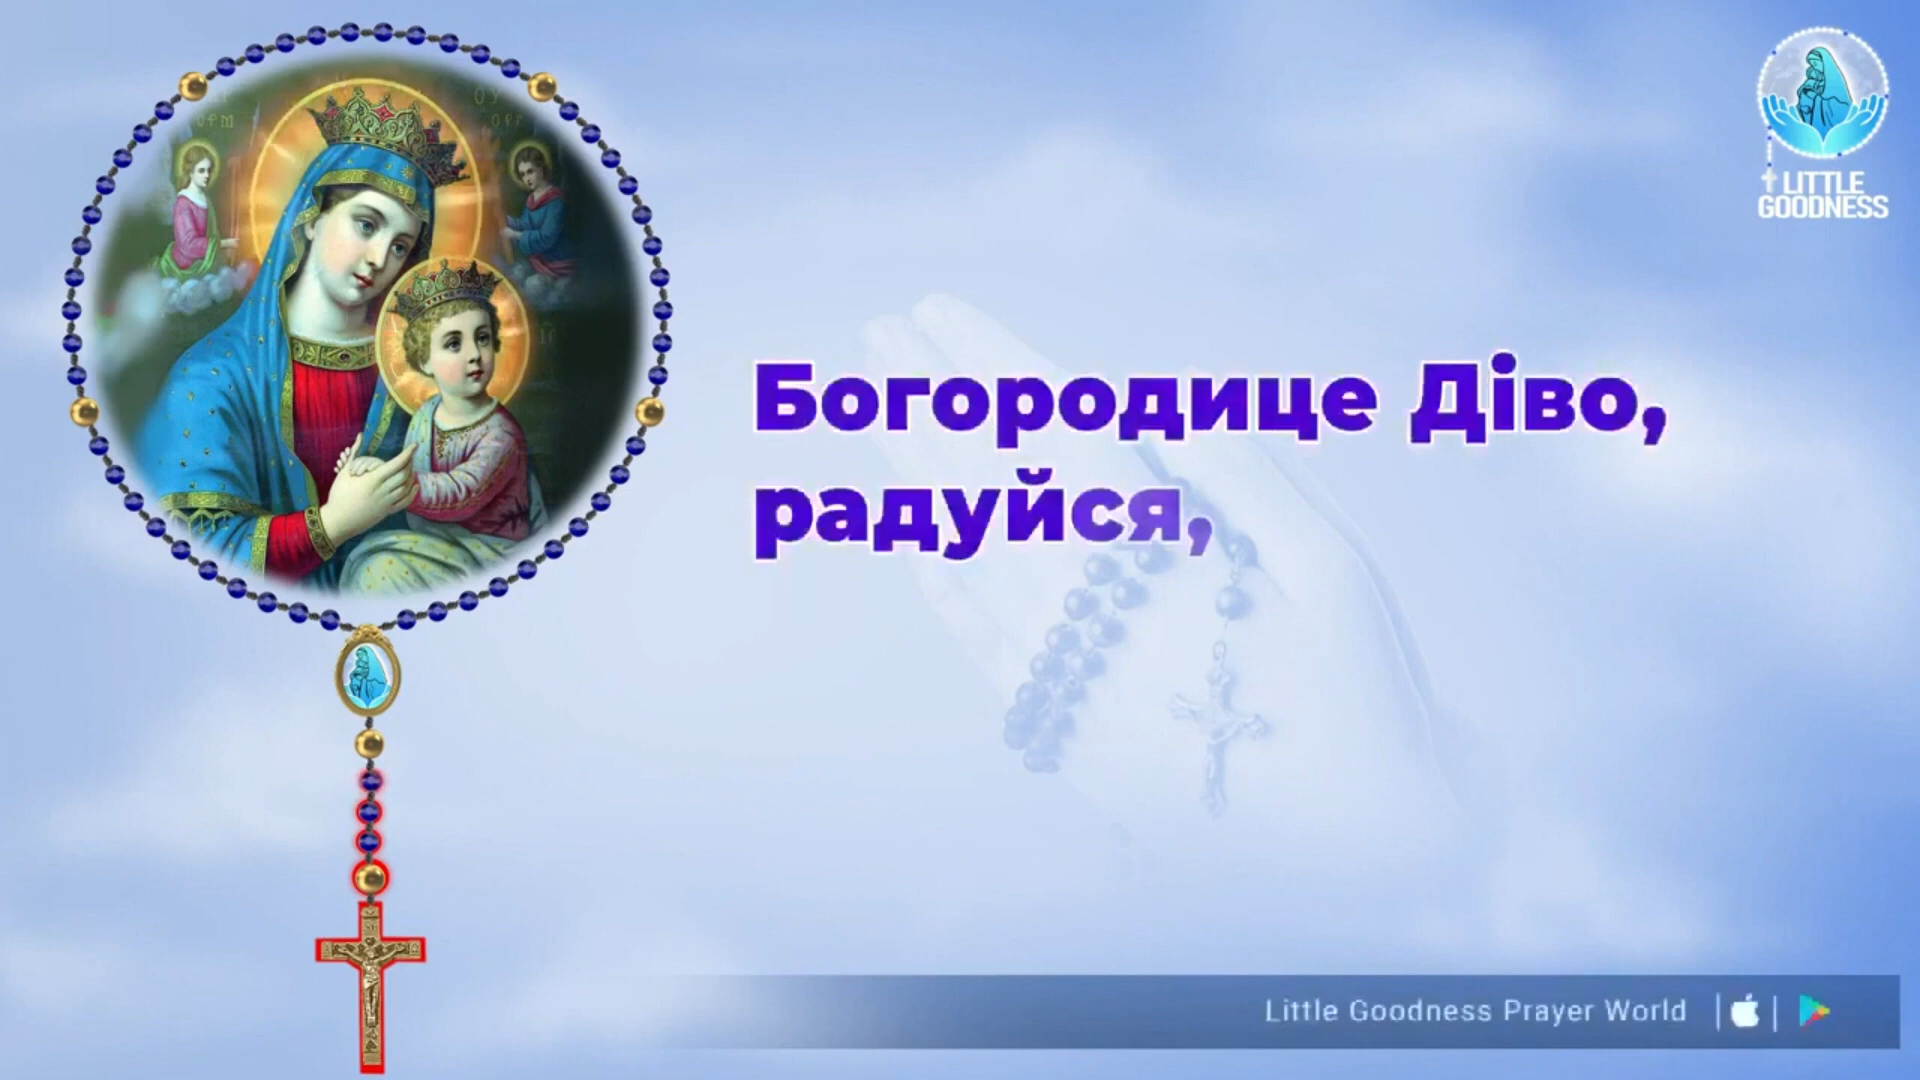 LITTLE
GOODNESS
Богородице Діво,
радуйся,
Little Goodness Prayer World